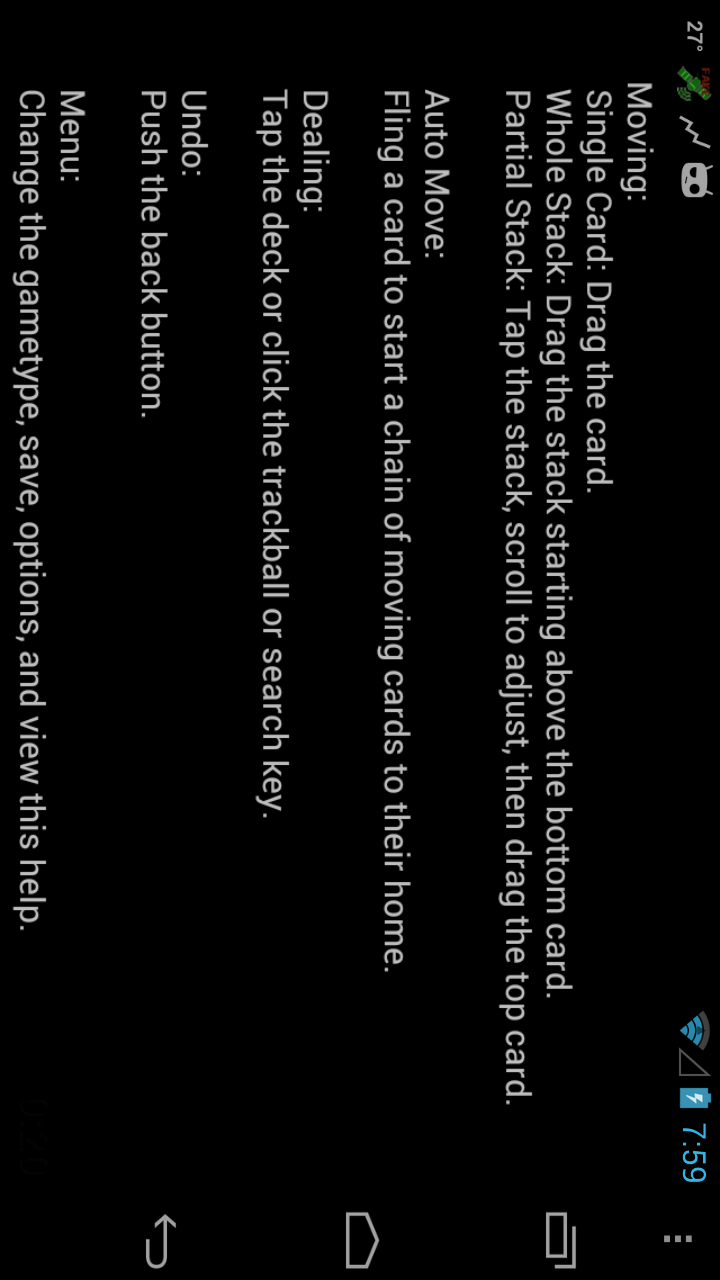 27°
FAKE
7:59
Moving:
Single Card: Drag the card.
Whole Stack: Drag the stack starting above the bottom card.
Partial Stack: Tap the stack, scroll to adjust, then drag the top card.
Auto Move:
Fling a card to start a chain of moving cards to their home.
Dealing:
Tap the deck or click the trackball or search key.
Undo:
Push the back button.
Menu:
Change the gametype, save, options, and view this help.